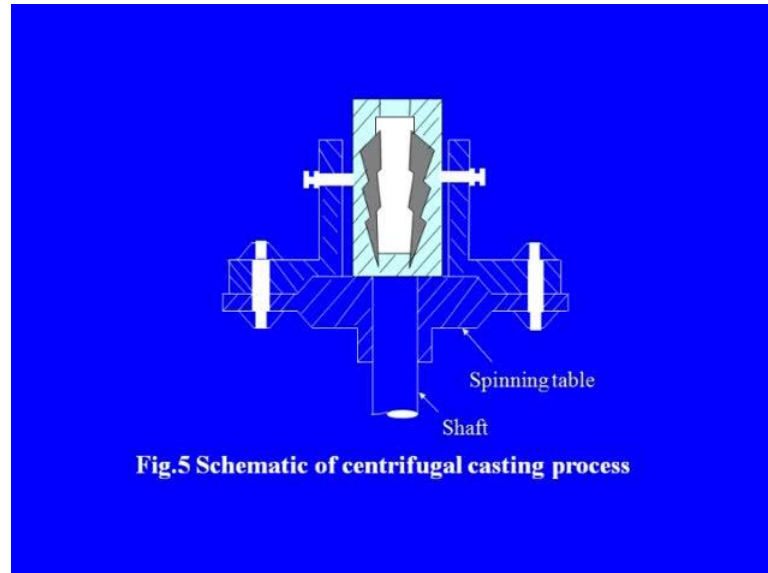 Spinning table
Shaft
Fig.5 Schematic of centrifugal casting process